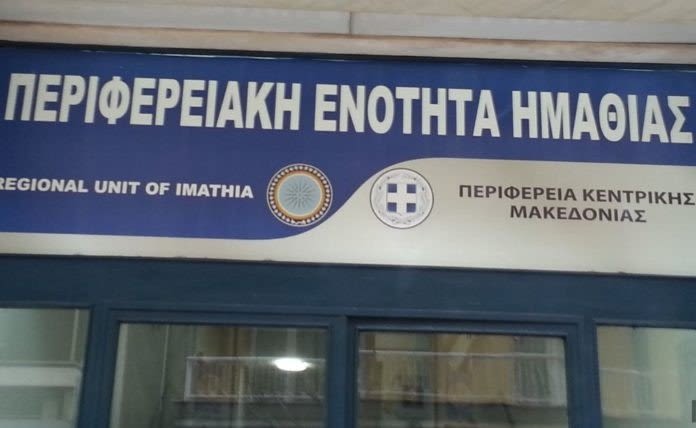 ΠΕΡΙΦΕΡΕΙΑΚΗ ΕΝΟΤΗΤΑ ΗΜΑΘΙΑΣ
REGIONAL UNIT OF IMATHIA
ΠΕΡΙΦΕΡΕΙΑ ΚΕΝΤΡΙΚΗΣ
ΜΑΚΕΔΟΝΙΑΣ